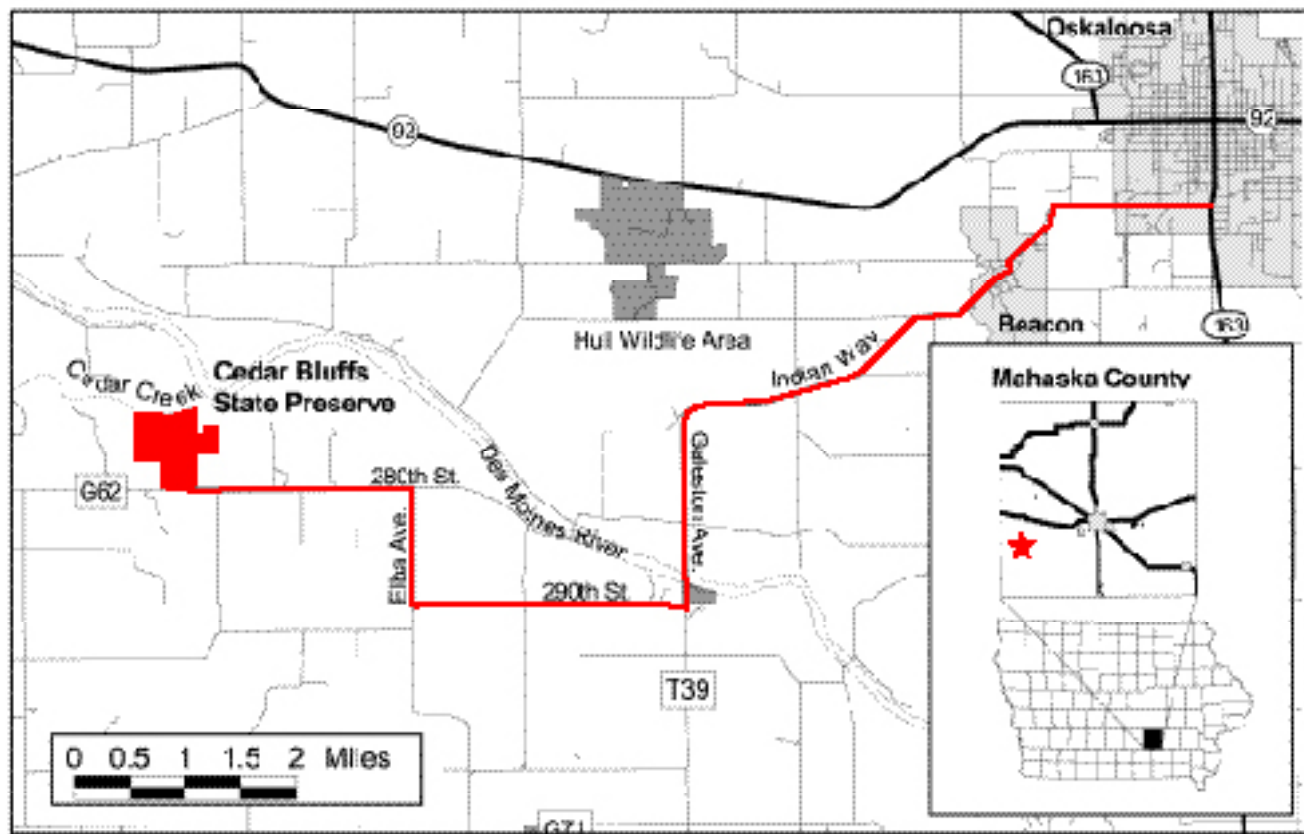 Oskaloosa
163
92
92
Beacon
163
Hull Wildlife Area
Indian Way
Cedar Creek
Cedar Bluffs
State Preserve
Mahaska County
Des Moines River
280th St.
G62
Elba Ave.
290th St.
T39
0 0.5 1 1.5 2 Miles
G71